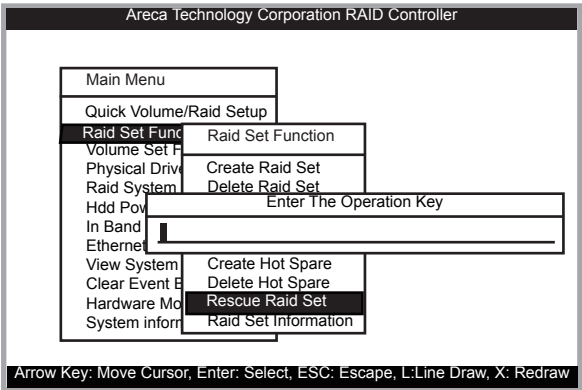 Areca Technology Corporation RAID Controller
Main Menu
Quick Volume/Raid Setup
Raid Set Func
Volume Set F
Physical Drive
Raid System
Hdd Pow
In Band
Ethernet
View System
Clear Event B
Hardware Mo
System inform
Raid Set Function
Create Raid Set
Delete Raid Set
Enter The Operation Key
Create Hot Spare
Delete Hot Spare
Rescue Raid Set
Raid Set Information
Arrow Key: Move Cursor, Enter: Select, ESC: Escape, L:Line Draw, X: Redraw